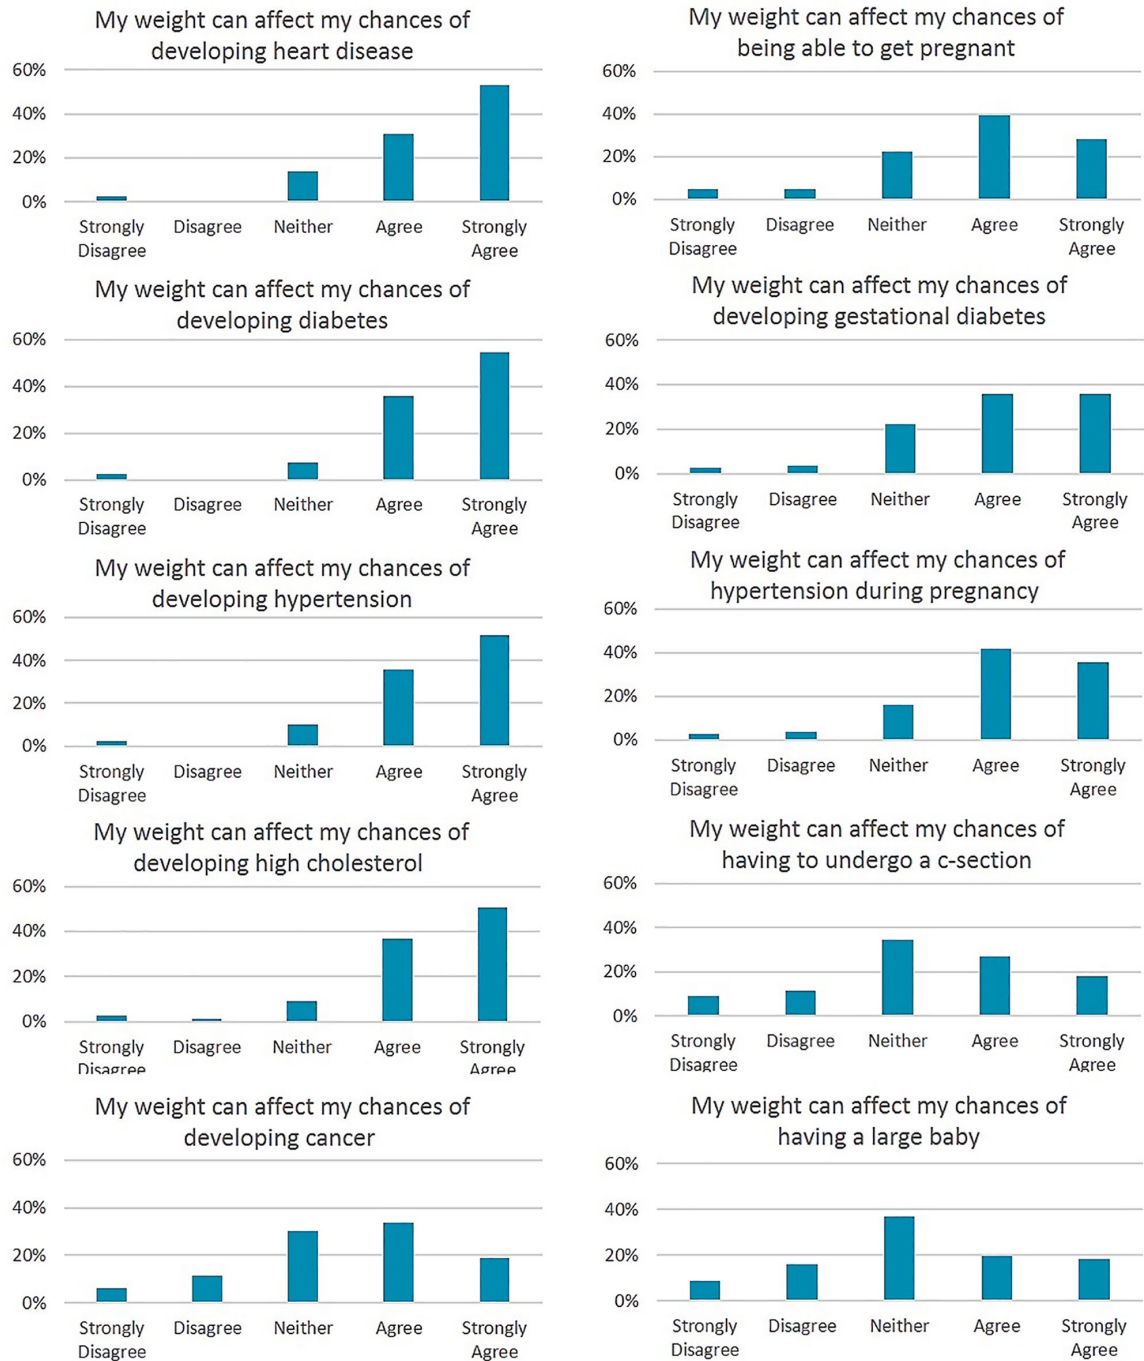 My weight can affect my chances of
developing heart disease
60%
40%
20%
0%
Strongly Disagree Neither Agree Strongly
Disagree Agree
My weight can affect my chances of
being able to get pregnant
60%
40%
20%
0%
Strongly Disagree Neither Agree Strongly
Disagree Agree
My weight can affect my chances of
developing diabetes
60%
40%
20%
0%
Strongly Disagree Neither Agree Strongly
Disagree Agree
My weight can affect my chances of
developing gestational diabetes
60%
40%
20%
0%
Strongly Disagree Neither Agree Strongly
Disagree Agree
My weight can affect my chances of
developing hypertension
60%
40%
20%
0%
Strongly Disagree Neither Agree Strongly
Disagree Agree
My weight can affect my chances of
hypertension during pregnancy
60%
40%
20%
0%
Strongly Disagree Neither Agree Strongly
Disagree Agree
My weight can affect my chances of
developing high cholesterol
60%
40%
20%
0%
Strongly Disagree Neither Agree Strongly
Disagree Agree
My weight can affect my chances of
having to undergo a c-section
60%
40%
20%
0%
Strongly Disagree Neither Agree Strongly
Disagree Agree
My weight can affect my chances of
developing cancer
60%
40%
20%
0%
Strongly Disagree Neither Agree Strongly
Disagree Agree
My weight can affect my chances of
having a large baby
60%
40%
20%
0%
Strongly Disagree Neither Agree Strongly
Disagree Agree